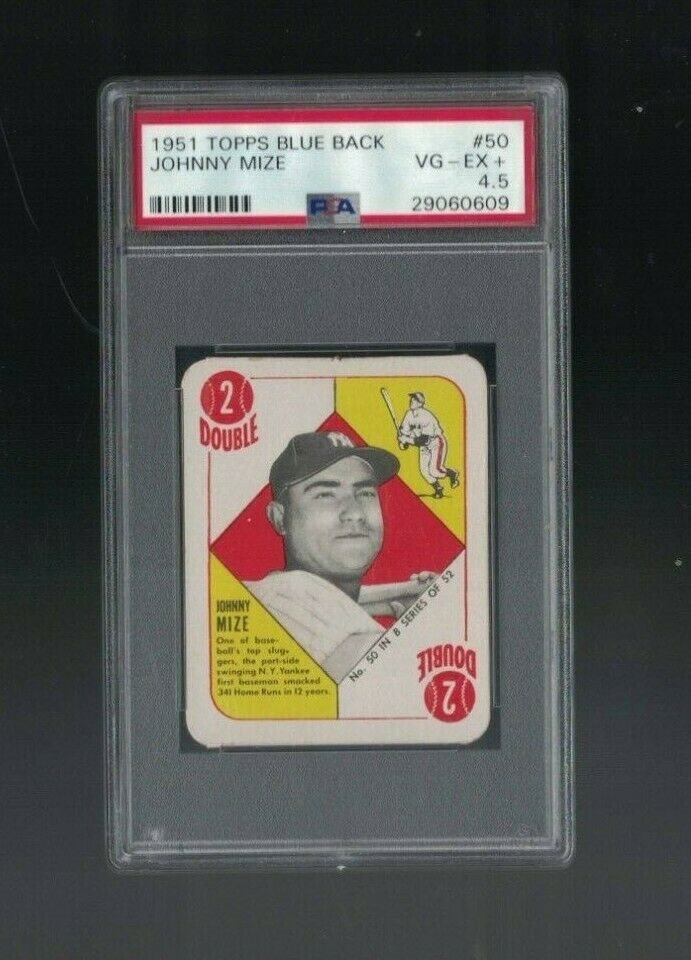 1951 TOPPS BLUE BACK #50
JOHNNY MIZE VG - EX +
4.5
PSA 29060609
2
DOUBLE
JOHNNY
MIZE
One of base-
ball's top slug-
gers, the port-side
swinging N. Y. Yankee
first baseman smacked
341 Home Runs in 12 years.
No. 50 IN B SERIES OF 52
DOUBLE
2